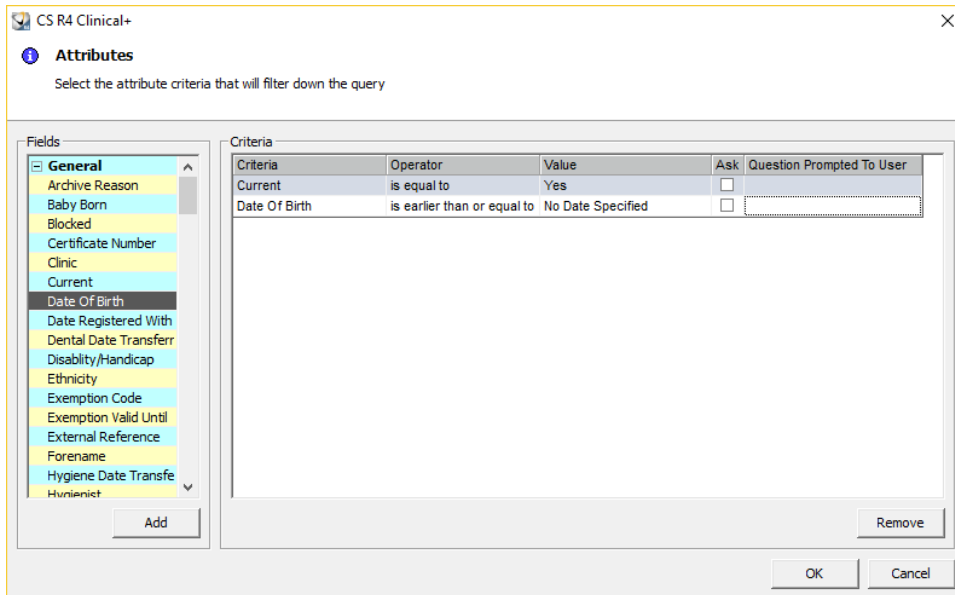 CS R4 Clinical+
Attributes
Select the attribute criteria that will filter down the query
Fields
General
Archive Reason
Baby Born
Blocked
Certificate Number
Clinic
Current
Date Of Birth
Date Registered With
Dental Date Transferr
Disablity/Handicap
Ethnicity
Exemption Code
Exemption Valid Until
External Reference
Forename
Hygiene Date Transfe
Hygienist
Add
Criteria
Criteria Operator Value Ask Question Prompted To User
Current is equal to Yes
Date Of Birth is earlier than or equal to No Date Specified
Remove
OK Cancel